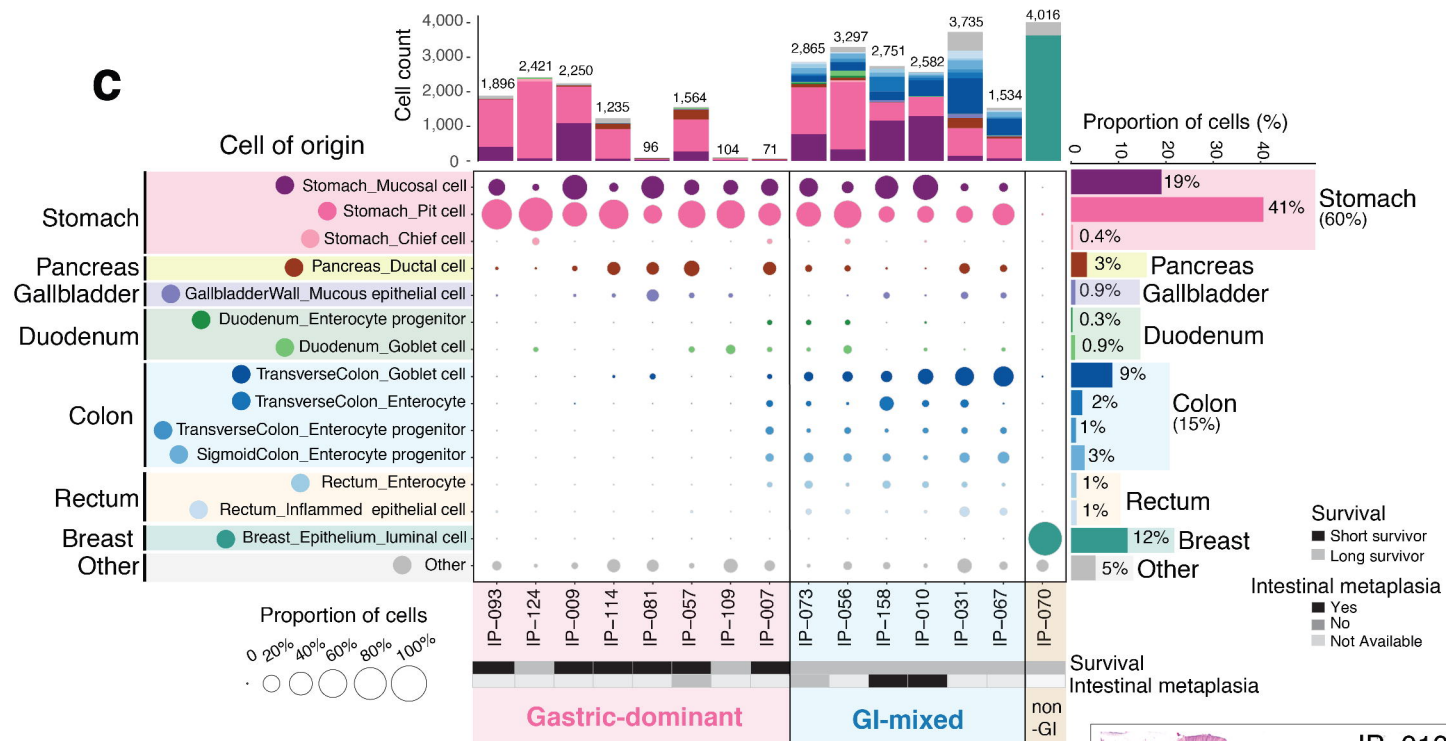 c
Cell count
4,000
3,000
2,000
1,000
0
1,896
2,421
2,250
1,235
96
1,564
104
71
2,865
3,297
2,751
2,582
3,735
1,534
4,016
Cell of origin
Proportion of cells (%)
0 10 20 30 40
Stomach
Stomach_Mucosal cell
Stomach_Pit cell
Stomach_Chief cell
19%
41%
0.4%
Stomach
(60%)
Pancreas
Pancreas_Ductal cell
3%
Pancreas
Gallbladder
GallbladderWall_Mucous epithelial cell
0.9%
Gallbladder
Duodenum
Duodenum_Enterocyte progenitor
Duodenum_Goblet cell
0.3%
0.9%
Duodenum
Colon
TransverseColon_Goblet cell
TransverseColon_Enterocyte
TransverseColon_Enterocyte progenitor
SigmoidColon_Enterocyte progenitor
9%
2%
1%
3%
Colon
(15%)
Rectum
Rectum_Enterocyte
Rectum_Inflammed epithelial cell
1%
1%
Rectum
Breast
Breast_Epithelium_luminal cell
12%
Breast
Other
Other
5%
Other
Survival
Short survivor
Long survivor
Intestinal metaplasia
Yes
No
Not Available
Proportion of cells
0 20% 40% 60% 80% 100%
IP−093
IP−124
IP−009
IP−114
IP−081
IP−057
IP−109
IP−007
IP−073
IP−056
IP−158
IP−010
IP−031
IP−067
IP−070
Survival
Intestinal metaplasia
Gastric-dominant
GI-mixed
non
-GI